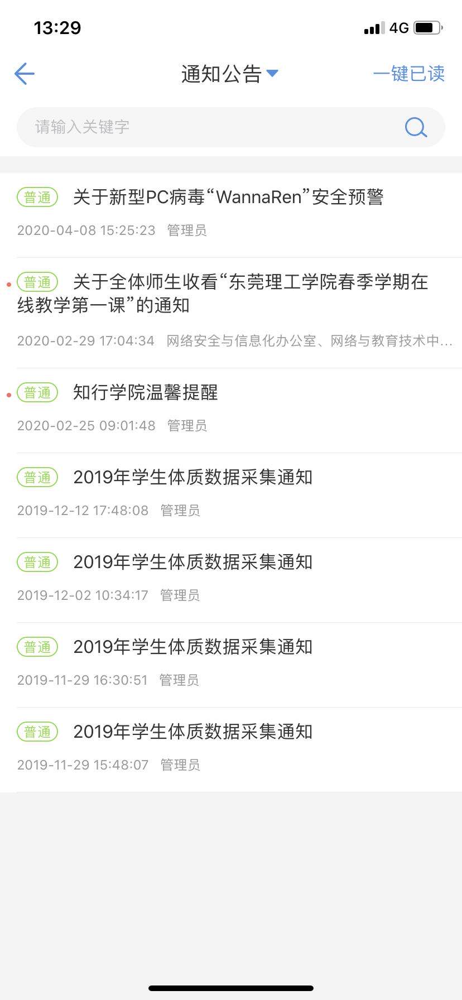 13:29 4G
通知公告 一键已读
请输入关键字
普通 关于新型PC病毒“WannaRen”安全预警
2020-04-08 15:25:23 管理员
普通 关于全体师生收看“东莞理工学院春季学期在
线教学第一课”的通知
2020-02-29 17:04:34 网络安全与信息化办公室、网络与教育技术中...
普通 知行学院温馨提醒
2020-02-25 09:01:48 管理员
普通 2019年学生体质数据采集通知
2019-12-12 17:48:08 管理员
普通 2019年学生体质数据采集通知
2019-12-02 10:34:17 管理员
普通 2019年学生体质数据采集通知
2019-11-29 16:30:51 管理员
普通 2019年学生体质数据采集通知
2019-11-29 15:48:07 管理员